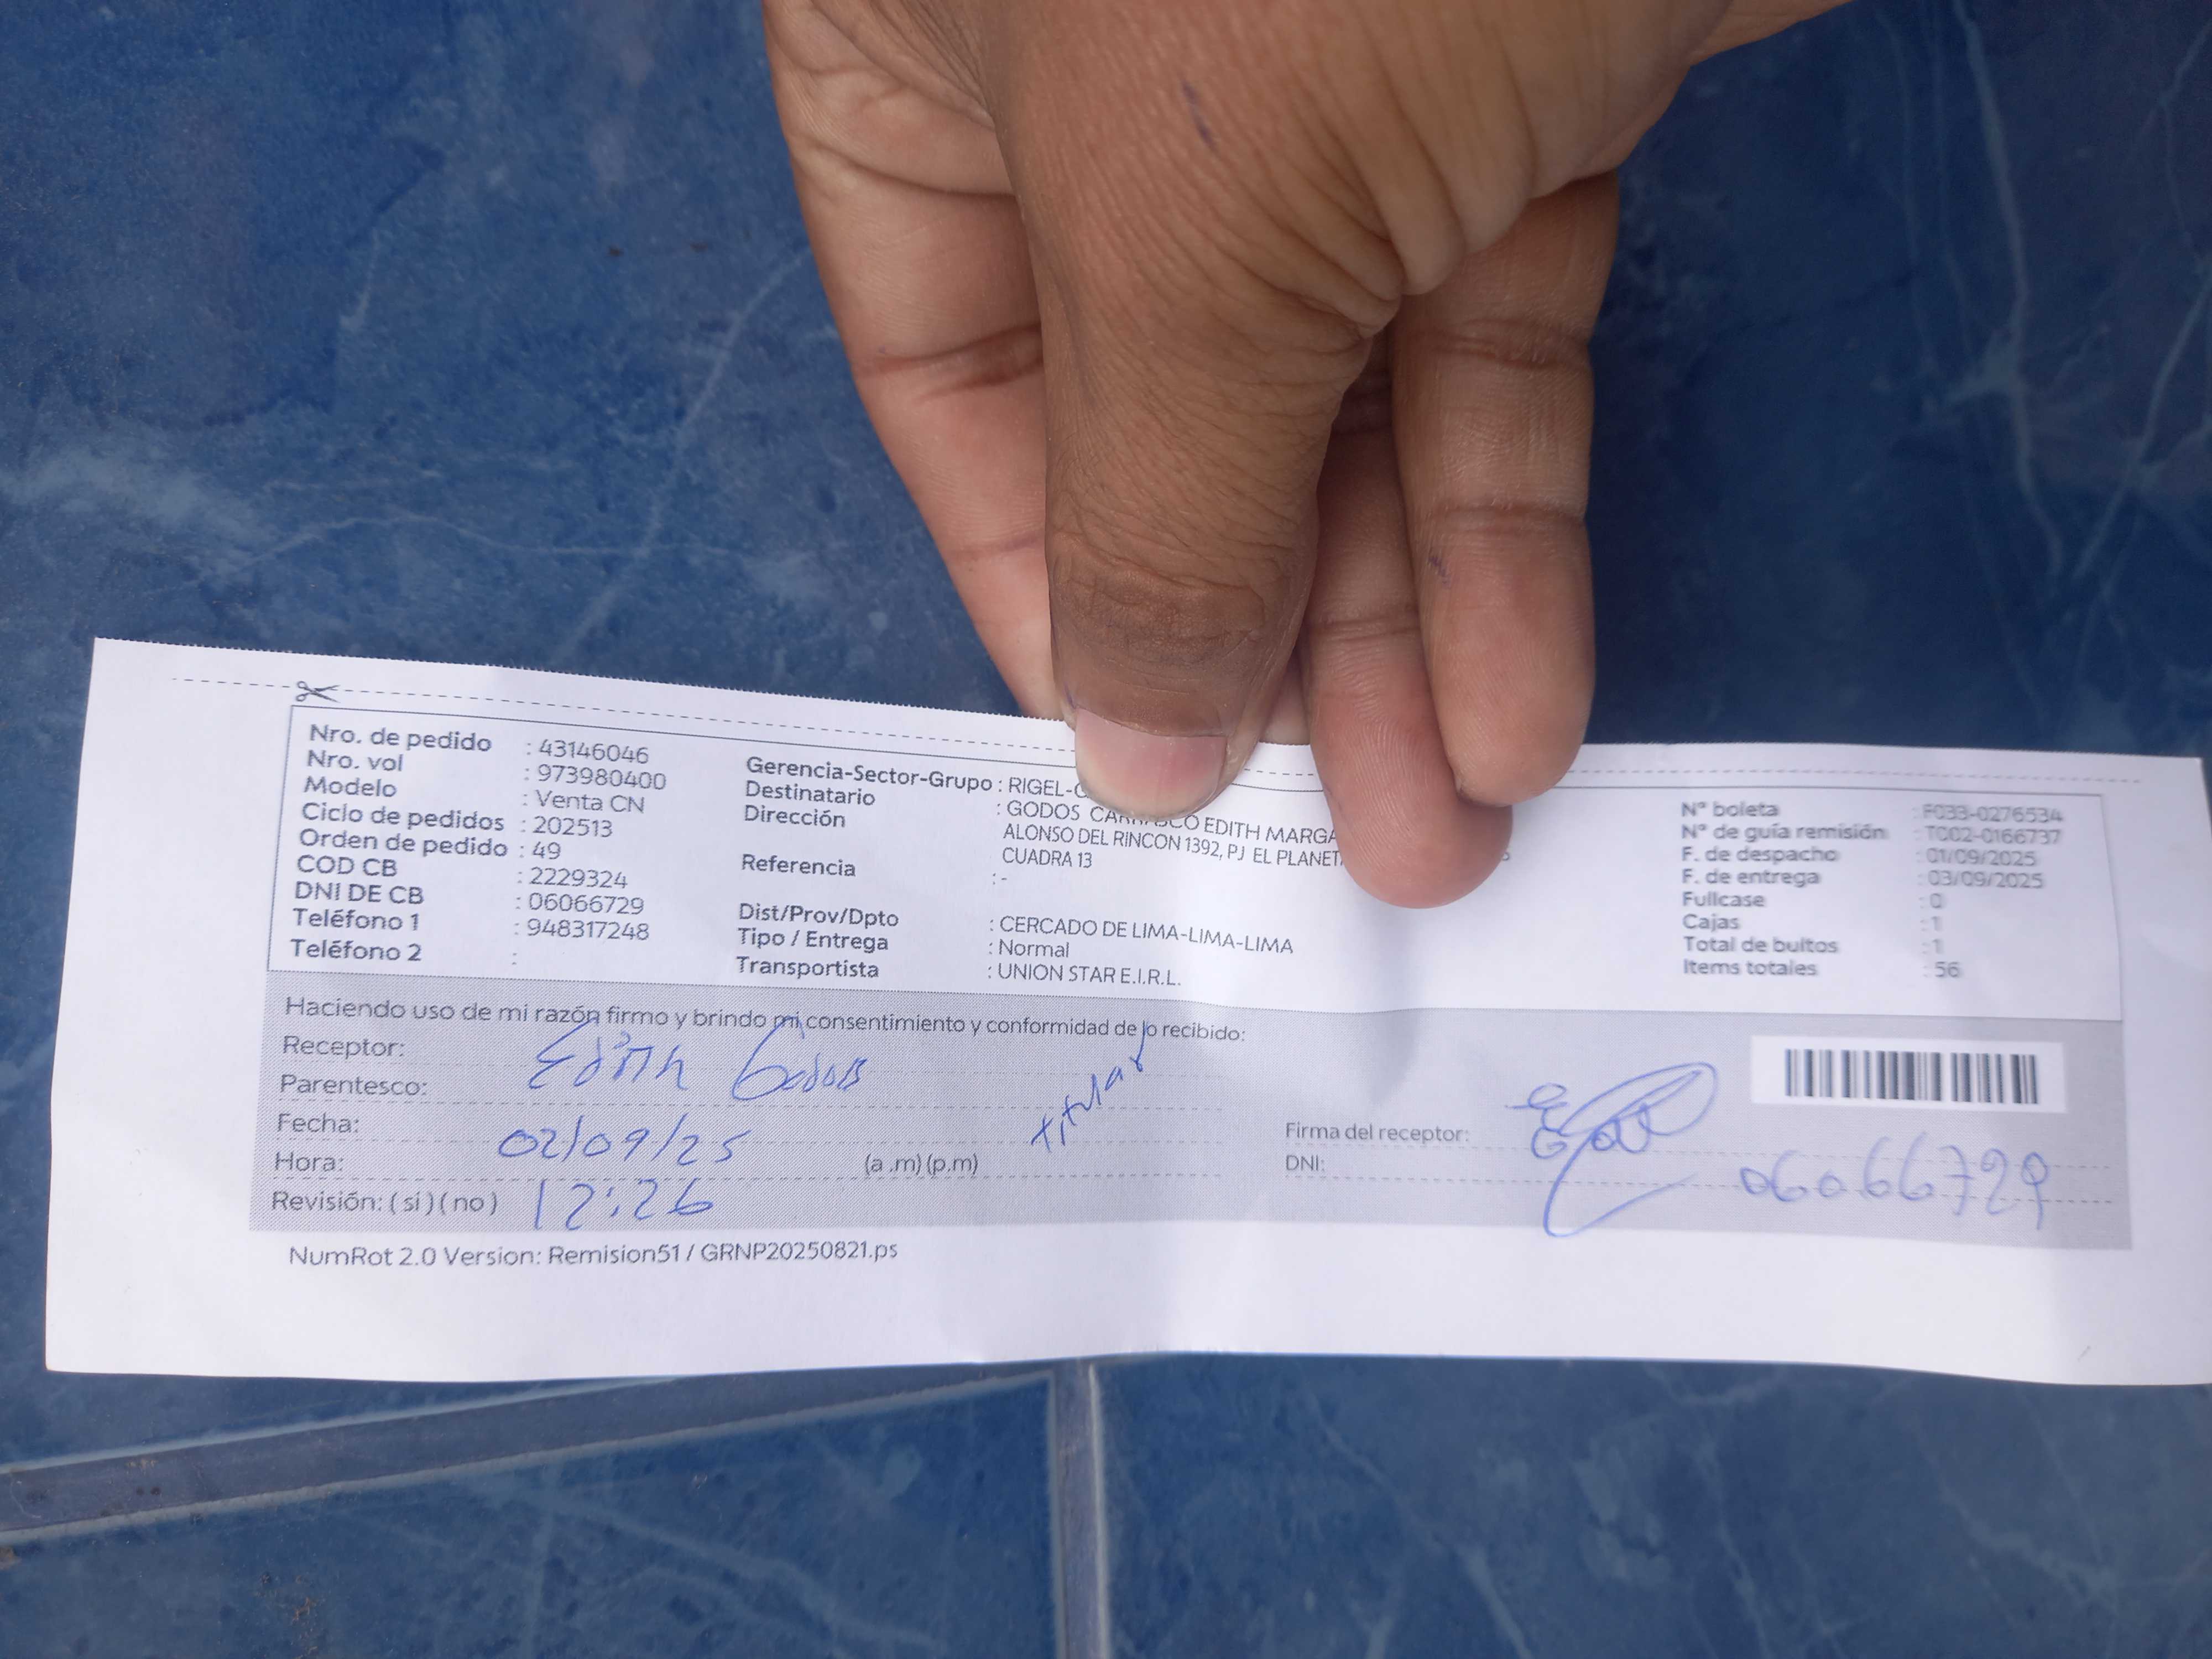 Nro. de pedido : 43146046
Nro. vol : 973980400
Modelo : Venta CN
Ciclo de pedidos : 202513
Orden de pedido : 49
COD CB : 2229324
DNI DE CB : 06066729
Teléfono 1 : 948317248
Teléfono 2 :
Gerencia-Sector-Grupo : RIGEL-
Destinatario : GODOS CARRASCO EDITH MARGA
Dirección : ALONSO DEL RINCON 1392, PJ EL PLANET
CUADRA 13
Referencia : -
Dist/Prov/Dpto : CERCADO DE LIMA-LIMA-LIMA
Tipo / Entrega : Normal
Transportista : UNION STAR E.I.R.L.
Nº boleta : F033-0276534
Nº de guía remisión : T002-0166737
F. de despacho : 01/09/2025
F. de entrega : 03/09/2025
Fullcase : 0
Cajas : 1
Total de bultos : 1
Items totales : 56
Haciendo uso de mi razón firmo y brindo mi consentimiento y conformidad de lo recibido:
Receptor: Edith Godos
Parentesco: Titular
Fecha: 02/09/25
Hora: 12:26 (a .m) (p.m)
Revisión: ( si ) ( no )
Firma del receptor:
DNI: 06066729
NumRot 2.0 Version: Remision51 / GRNP20250821.ps